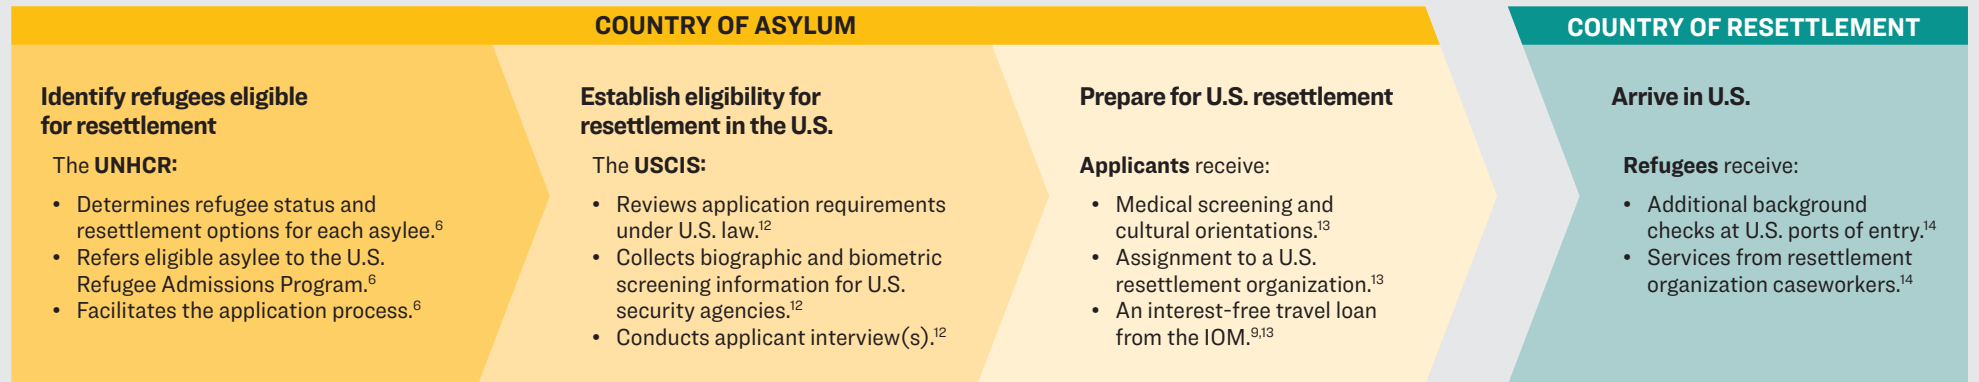 COUNTRY OF ASYLUM
Identify refugees eligible
for resettlement
The UNHCR:
• Determines refugee status and
resettlement options for each asylee.6
• Refers eligible asylee to the U.S.
Refugee Admissions Program.6
• Facilitates the application process.6
Establish eligibility for
resettlement in the U.S.
The USCIS:
• Reviews application requirements
under U.S. law.12
• Collects biographic and biometric
screening information for U.S.
security agencies.12
• Conducts applicant interview(s).12
Prepare for U.S. resettlement
Applicants receive:
• Medical screening and
cultural orientations.13
• Assignment to a U.S.
resettlement organization.13
• An interest-free travel loan
from the IOM.9,13
COUNTRY OF RESETTLEMENT
Arrive in U.S.
Refugees receive:
• Additional background
checks at U.S. ports of entry.14
• Services from resettlement
organization caseworkers.14